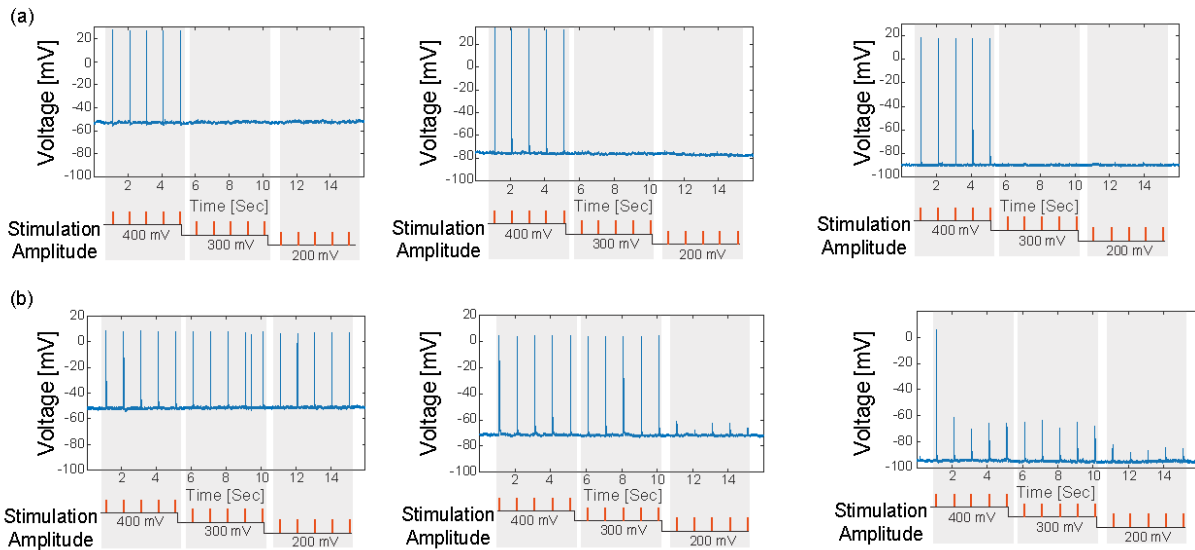 (a)
Voltage [mV]
20
0
-20
-40
-60
-80
-100
2 4 6 8 10 12 14
Time [Sec]
Stimulation
Amplitude
400 mV
300 mV
200 mV
Voltage [mV]
20
0
-20
-40
-60
-80
-100
2 4 6 8 10 12 14
Time [Sec]
Stimulation
Amplitude
400 mV
300 mV
200 mV
Voltage [mV]
20
0
-20
-40
-60
-80
-100
2 4 6 8 10 12 14
Time [Sec]
Stimulation
Amplitude
400 mV
300 mV
200 mV
(b)
Voltage [mV]
20
0
-20
-40
-60
-80
-100
2 4 6 8 10 12 14
Time [Sec]
Stimulation
Amplitude
400 mV
300 mV
200 mV
Voltage [mV]
20
0
-20
-40
-60
-80
-100
2 4 6 8 10 12 14
Time [Sec]
Stimulation
Amplitude
400 mV
300 mV
200 mV
Voltage [mV]
0
-20
-40
-60
-80
-100
2 4 6 8 10 12 14
Time [Sec]
Stimulation
Amplitude
400 mV
300 mV
200 mV